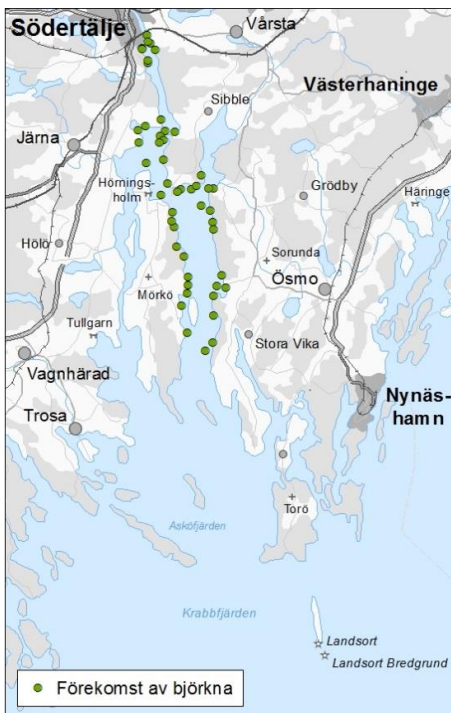 Södertälje
Vårsta
Västerhaninge
Sibble
Järna
Hörnings-
holm
Grödby
Häringe
Hölö
Sorunda
Mörkö
Ösmo
Tullgarn
Stora Vika
Vagnhärad
Nynäs-
hamn
Trosa
Torö
Asköfjärden
Krabbfjärden
Landsort
Landsort Bredgrund
Förekomst av björkna